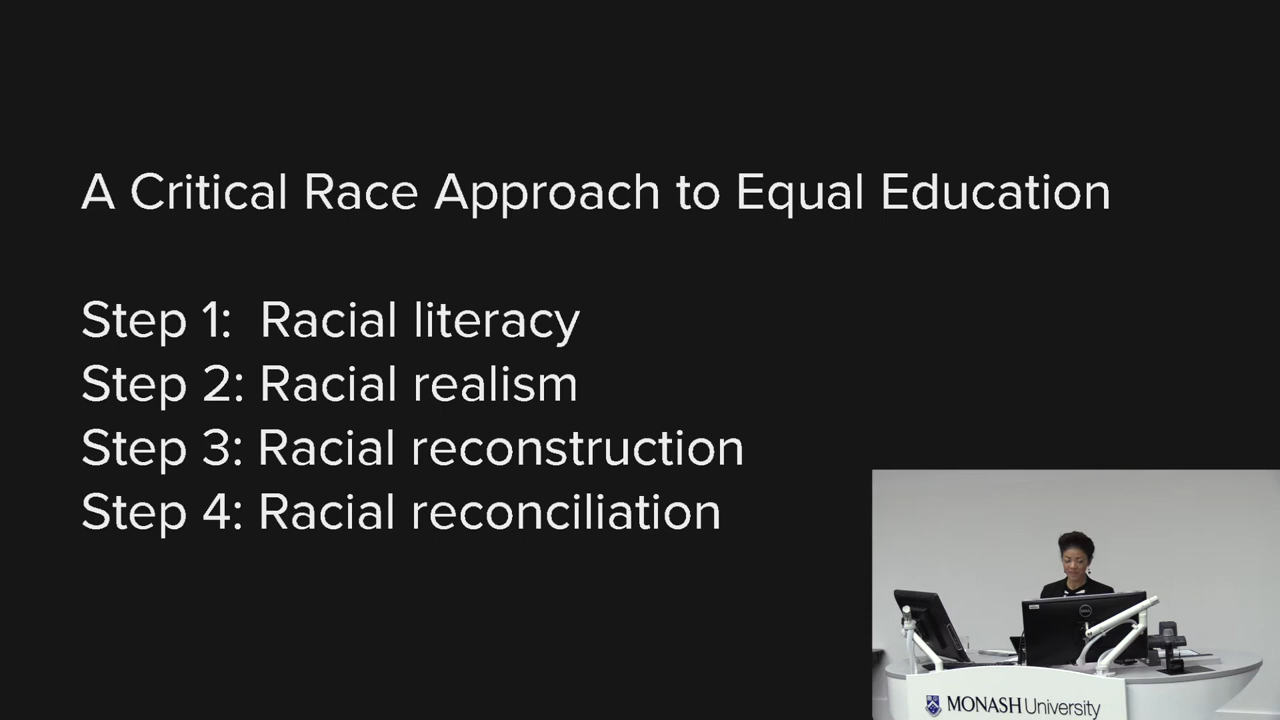 A Critical Race Approach to Equal Education
Step 1: Racial literacy
Step 2: Racial realism
Step 3: Racial reconstruction
Step 4: Racial reconciliation
DELL
MONASH University